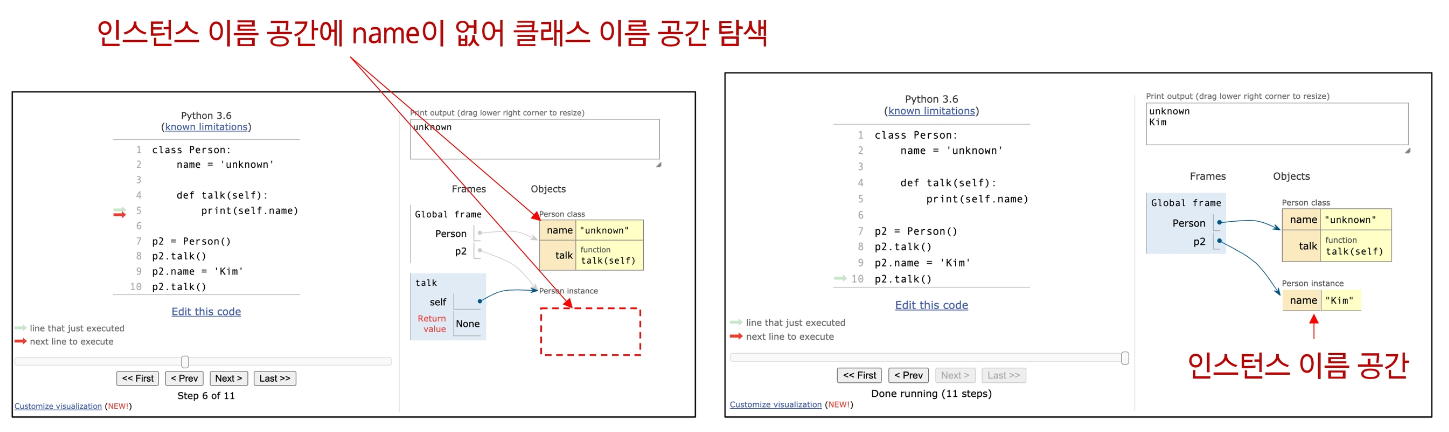 인스턴스 이름 공간에 name이 없어 클래스 이름 공간 탐색
Python 3.6
(known limitations)
1 class Person:
2     name = 'unknown'
3
4     def talk(self):
5         print(self.name)
6
7 p2 = Person()
8 p2.talk()
9 p2.name = 'Kim'
10 p2.talk()
Edit this code
line that just executed
next line to execute
<< First < Prev Next > Last >>
Step 6 of 11
Customize visualization (NEW!)
Print output (drag lower right corner to resize)
unknown
Frames Objects
Global frame
Person
p2
talk
self
Return value None
Person class
name "unknown"
talk function
talk(self)
Person instance
Python 3.6
(known limitations)
1 class Person:
2     name = 'unknown'
3
4     def talk(self):
5         print(self.name)
6
7 p2 = Person()
8 p2.talk()
9 p2.name = 'Kim'
10 p2.talk()
Edit this code
line that just executed
next line to execute
<< First < Prev Next > Last >>
Done running (11 steps)
Customize visualization (NEW!)
Print output (drag lower right corner to resize)
unknown
Kim
Frames Objects
Global frame
Person
p2
Person class
name "unknown"
talk function
talk(self)
Person instance
name "Kim"
인스턴스 이름 공간